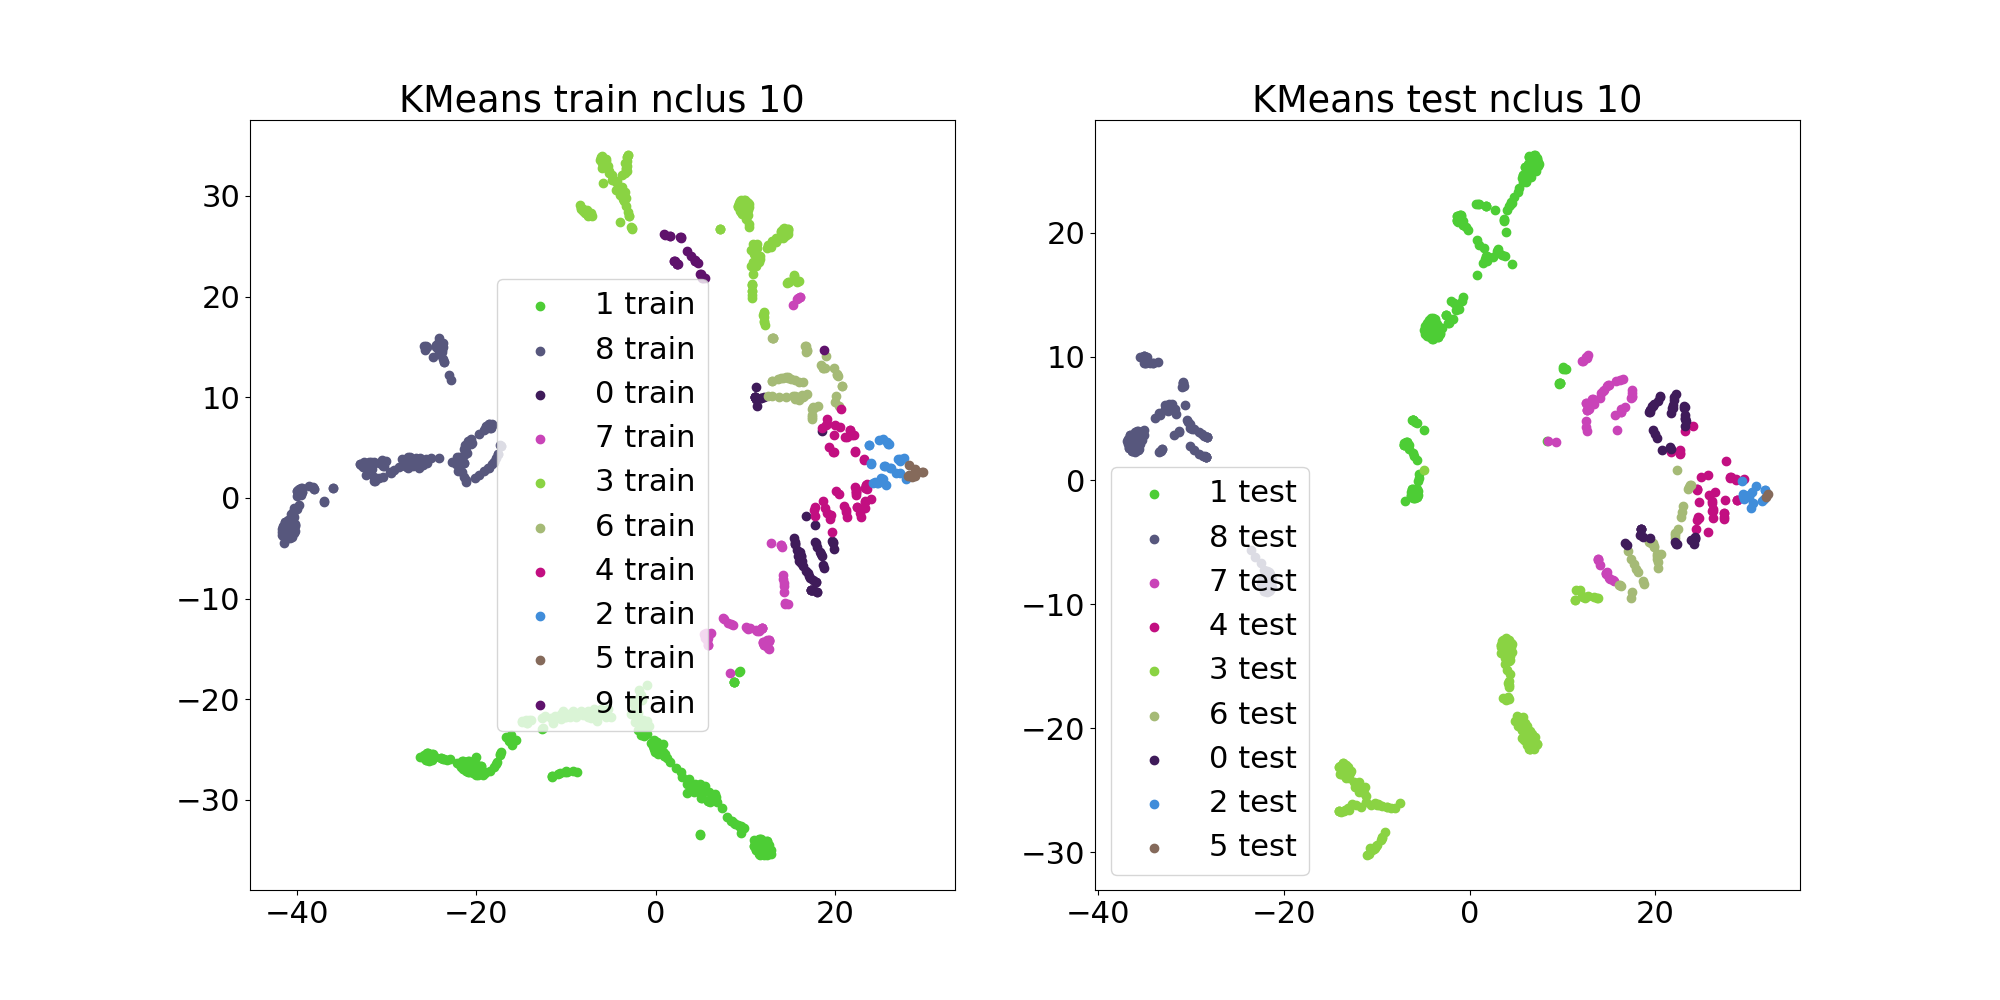 KMeans train nclus 10
30
20
10
0
−10
−20
−30
−40
−20
0
20
1 train
8 train
0 train
7 train
3 train
6 train
4 train
2 train
5 train
9 train
KMeans test nclus 10
20
10
0
−10
−20
−30
−40
−20
0
20
1 test
8 test
7 test
4 test
3 test
6 test
0 test
2 test
5 test